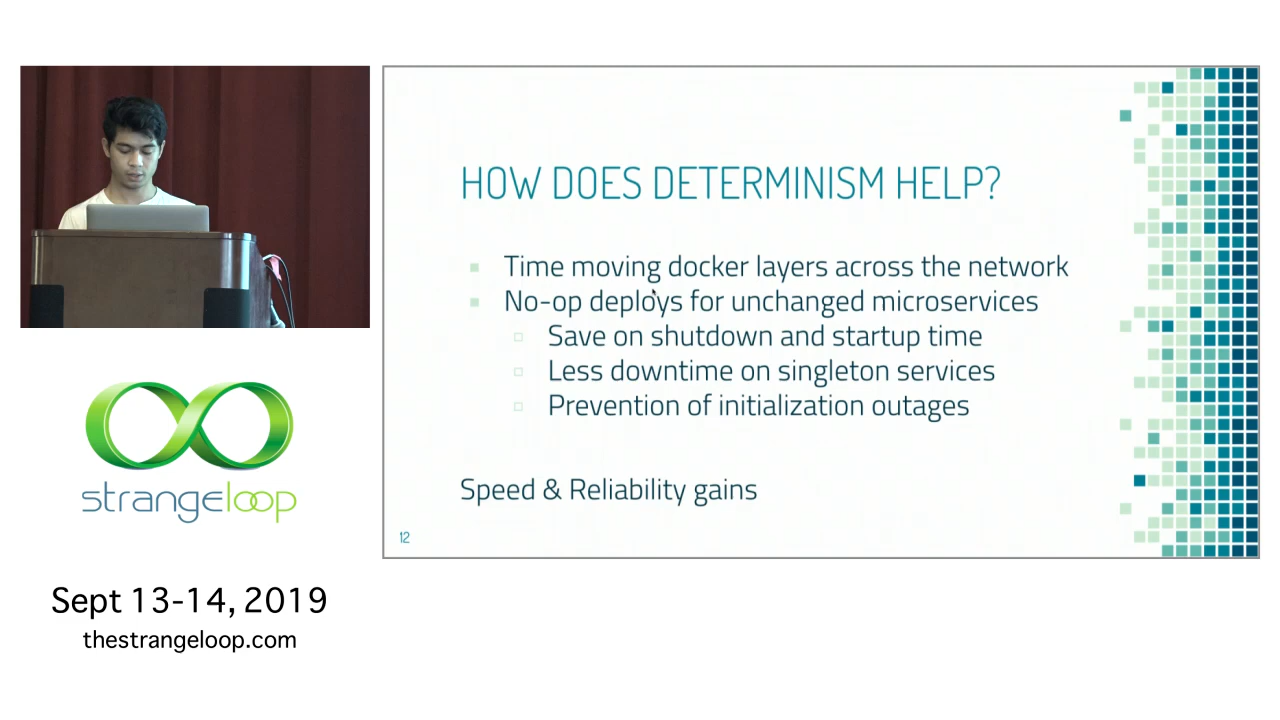 HOW DOES DETERMINISM HELP?
Time moving docker layers across the network
No-op deploys for unchanged microservices
Save on shutdown and startup time
Less downtime on singleton services
Prevention of initialization outages
Speed & Reliability gains
12
strangeloop
Sept 13-14, 2019
thestrangeloop.com